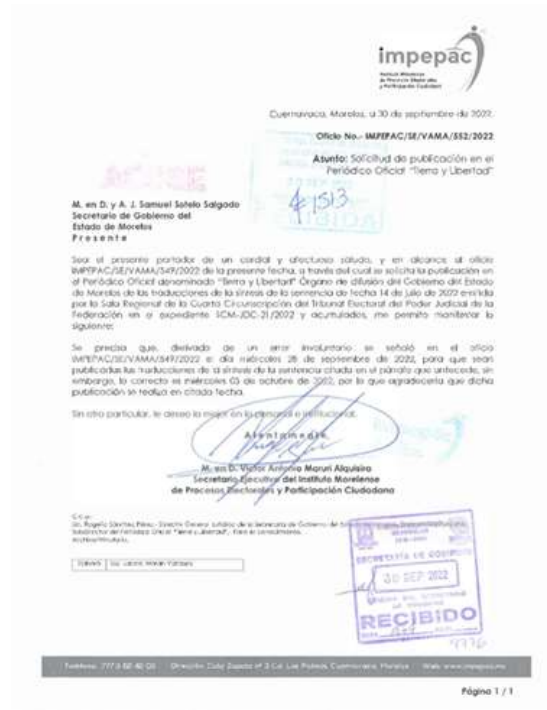 impepac
Instituto Morelense
de Procesos Electorales
y Participación Ciudadana
Cuernavaca, Morelos, a 30 de septiembre de 2022.
Oficio No.- IMPEPAC/SE/VAMA/552/2022
Asunto: Solicitud de publicación en el
Periódico Oficial "Tierra y Libertad"
1513
M. en D. y A. J. Samuel Sotelo Salgado
Secretario de Gobierno del
Estado de Morelos
Presente
Sea el presente portador de un cordial y afectuoso saludo, y en alcance al oficio
IMPEPAC/SE/VAMA/549/2022 de la presente fecha, a través del cual se solicita la publicación en
el Periódico Oficial denominado "Tierra y Libertad" Órgano de difusión del Gobierno del Estado
de Morelos de las traducciones de la síntesis de la sentencia de fecha 14 de julio de 2022 emitida
por la Sala Regional de la Cuarta Circunscripción del Tribunal Electoral del Poder Judicial de la
Federación en el expediente SCM-JDC-21/2022 y acumulados, me permito manifestar lo
siguiente:
Se precisa que, derivado de un error involuntario se señaló en el oficio
IMPEPAC/SE/VAMA/549/2022 el día miércoles 28 de septiembre de 2022, para que sean
publicadas las traducciones de la síntesis de la sentencia citada en el párrafo que antecede, sin
embargo, lo correcto es miércoles 05 de octubre de 2022, por lo que agradecería que dicha
publicación se realiza en citada fecha.
Sin otro particular, le deseo lo mejor en lo personal e institucional.
Atentamente,
M. en D. Víctor Antonio Maruri Alquisira
Secretario Ejecutivo del Instituto Morelense
de Procesos Electorales y Participación Ciudadana
SECRETARÍA DE GOBIERNO
30 SEP 2022
RECIBIDO
Página 1 / 1